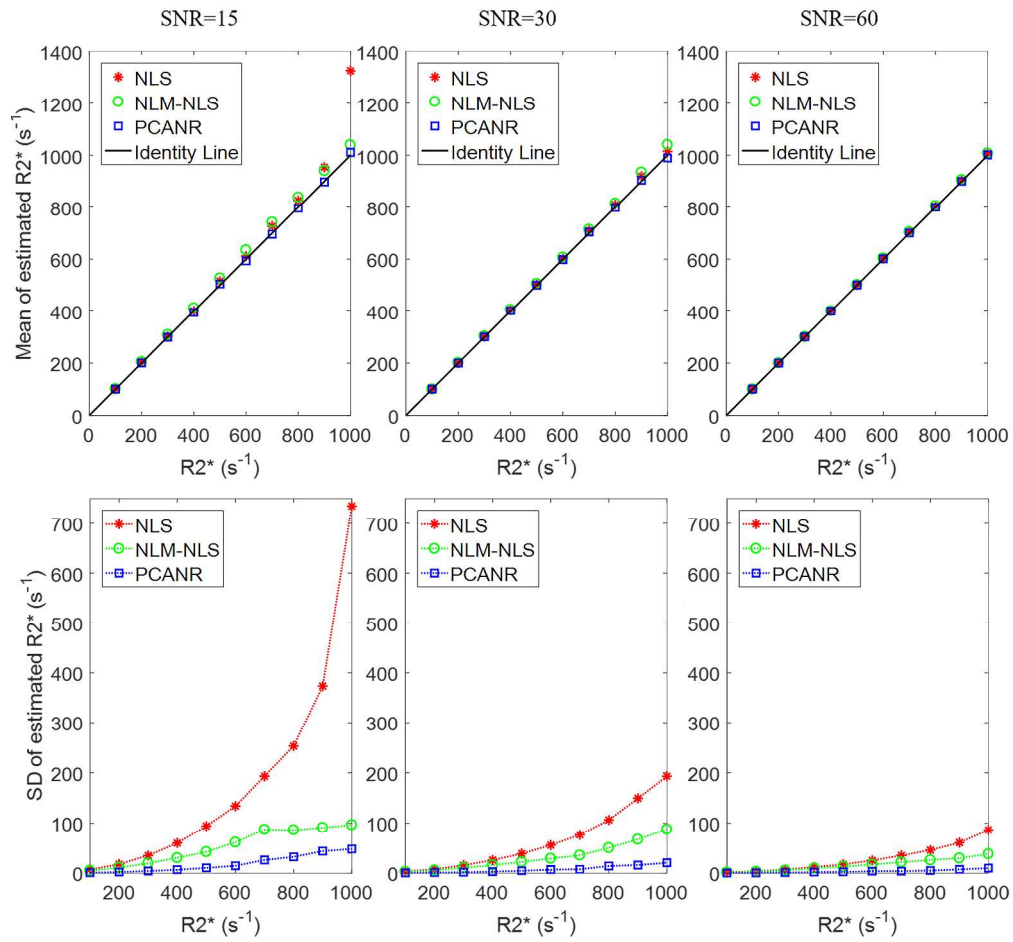 SNR=15
SNR=30
SNR=60
Mean of estimated R2* (s⁻¹)
1400
1200
1000
800
600
400
200
0
NLS
NLM-NLS
PCANR
Identity Line
0 200 400 600 800 1000
R2* (s⁻¹)
1400
1200
1000
800
600
400
200
0
NLS
NLM-NLS
PCANR
Identity Line
0 200 400 600 800 1000
R2* (s⁻¹)
1400
1200
1000
800
600
400
200
0
NLS
NLM-NLS
PCANR
Identity Line
0 200 400 600 800 1000
R2* (s⁻¹)
SD of estimated R2* (s⁻¹)
700
600
500
400
300
200
100
0
NLS
NLM-NLS
PCANR
200 400 600 800 1000
R2* (s⁻¹)
700
600
500
400
300
200
100
0
NLS
NLM-NLS
PCANR
200 400 600 800 1000
R2* (s⁻¹)
700
600
500
400
300
200
100
0
NLS
NLM-NLS
PCANR
200 400 600 800 1000
R2* (s⁻¹)